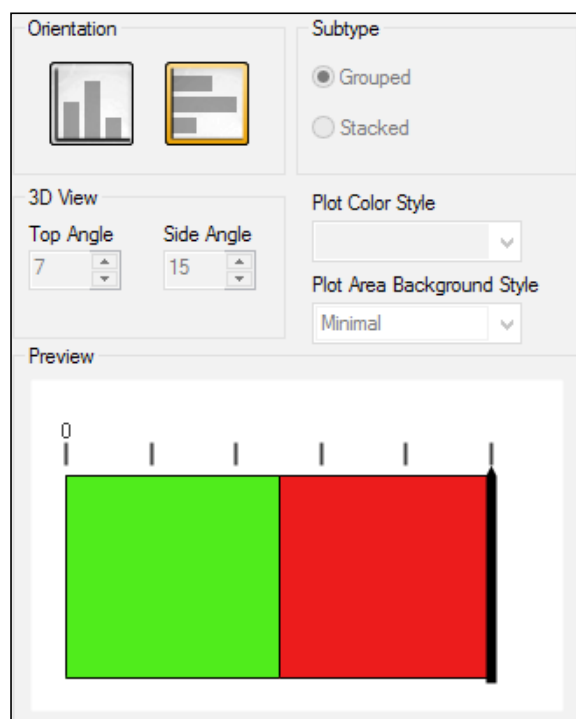 Orientation
Subtype
Grouped
Stacked
3D View
Top Angle
Side Angle
7
15
Plot Color Style
Plot Area Background Style
Minimal
Preview
0